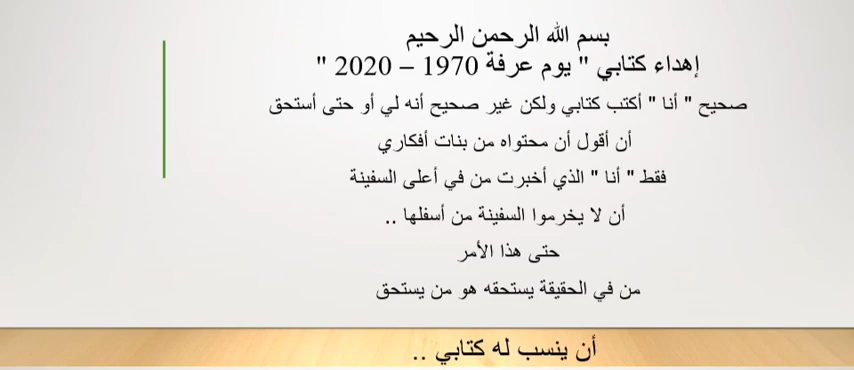 بسم الله الرحمن الرحيم
إهداء كتابي " يوم عرفة 1970 – 2020 "
صحيح " أنا " أكتب كتابي ولكن غير صحيح أنه لي أو حتى أستحق
أن أقول أن محتواه من بنات أفكاري
فقط " أنا " الذي أخبرت من في أعلى السفينة
أن لا يخرموا السفينة من أسفلها ..
حتى هذا الأمر
من في الحقيقة يستحقه هو من يستحق
أن ينسب له كتابي ..